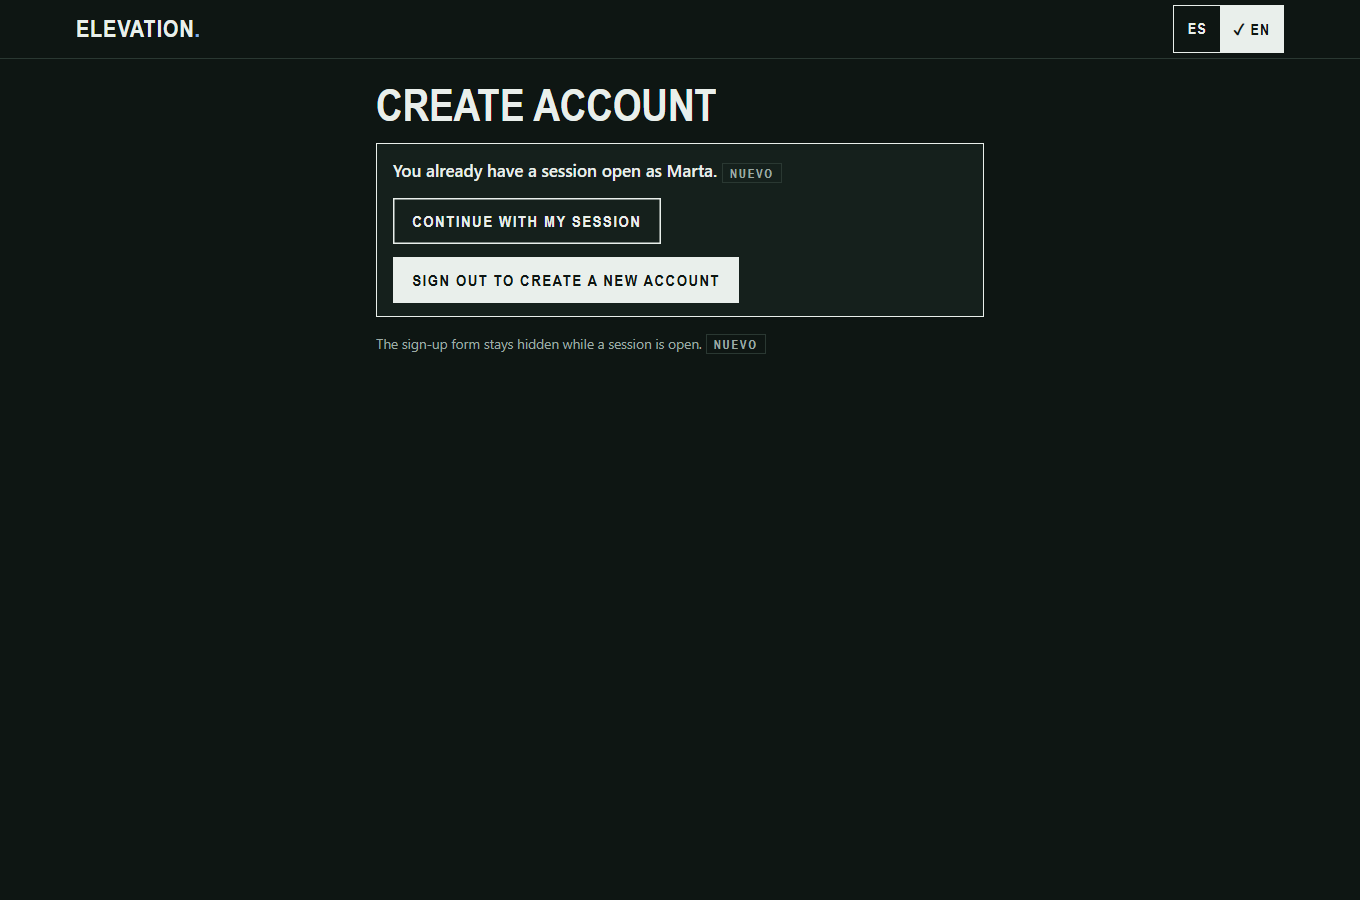 ELEVATION.
ES
✓ EN
CREATE ACCOUNT
You already have a session open as Marta. NUEVO
CONTINUE WITH MY SESSION
SIGN OUT TO CREATE A NEW ACCOUNT
The sign-up form stays hidden while a session is open. NUEVO